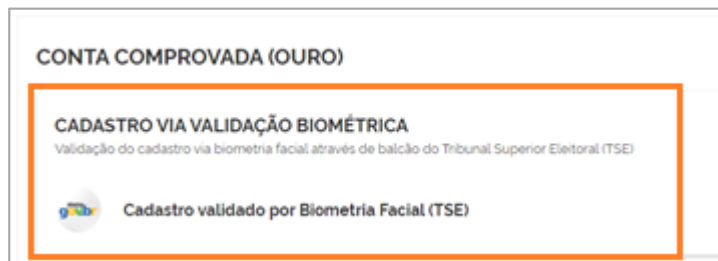 CONTA COMPROVADA (OURO)
CADASTRO VIA VALIDAÇÃO BIOMÉTRICA
Validação do cadastro via biometria facial através de balcão do Tribunal Superior Eleitoral (TSE)
Cadastro validado por Biometria Facial (TSE)